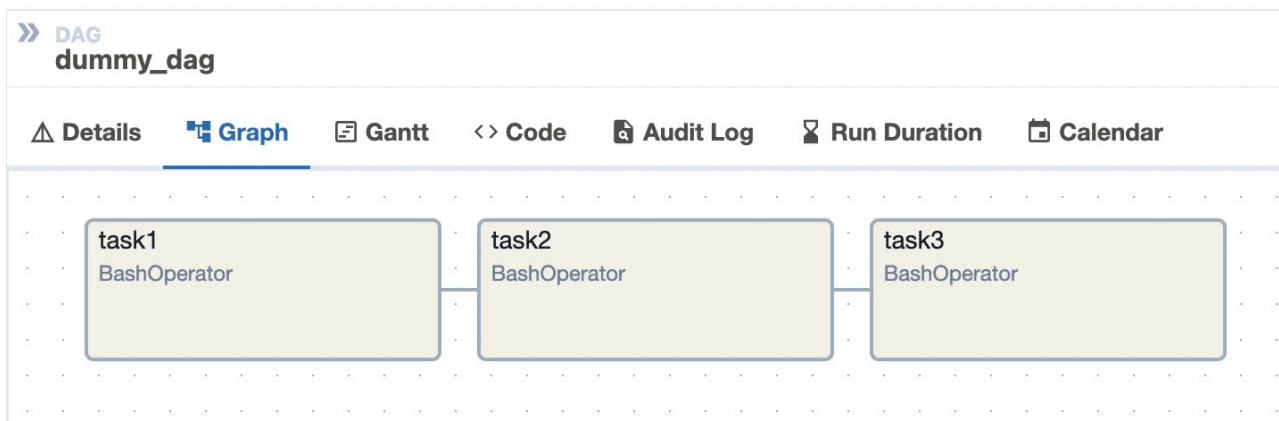 DAG
dummy_dag
Details Graph Gantt Code Audit Log Run Duration Calendar
task1 task2 task3
BashOperator BashOperator BashOperator